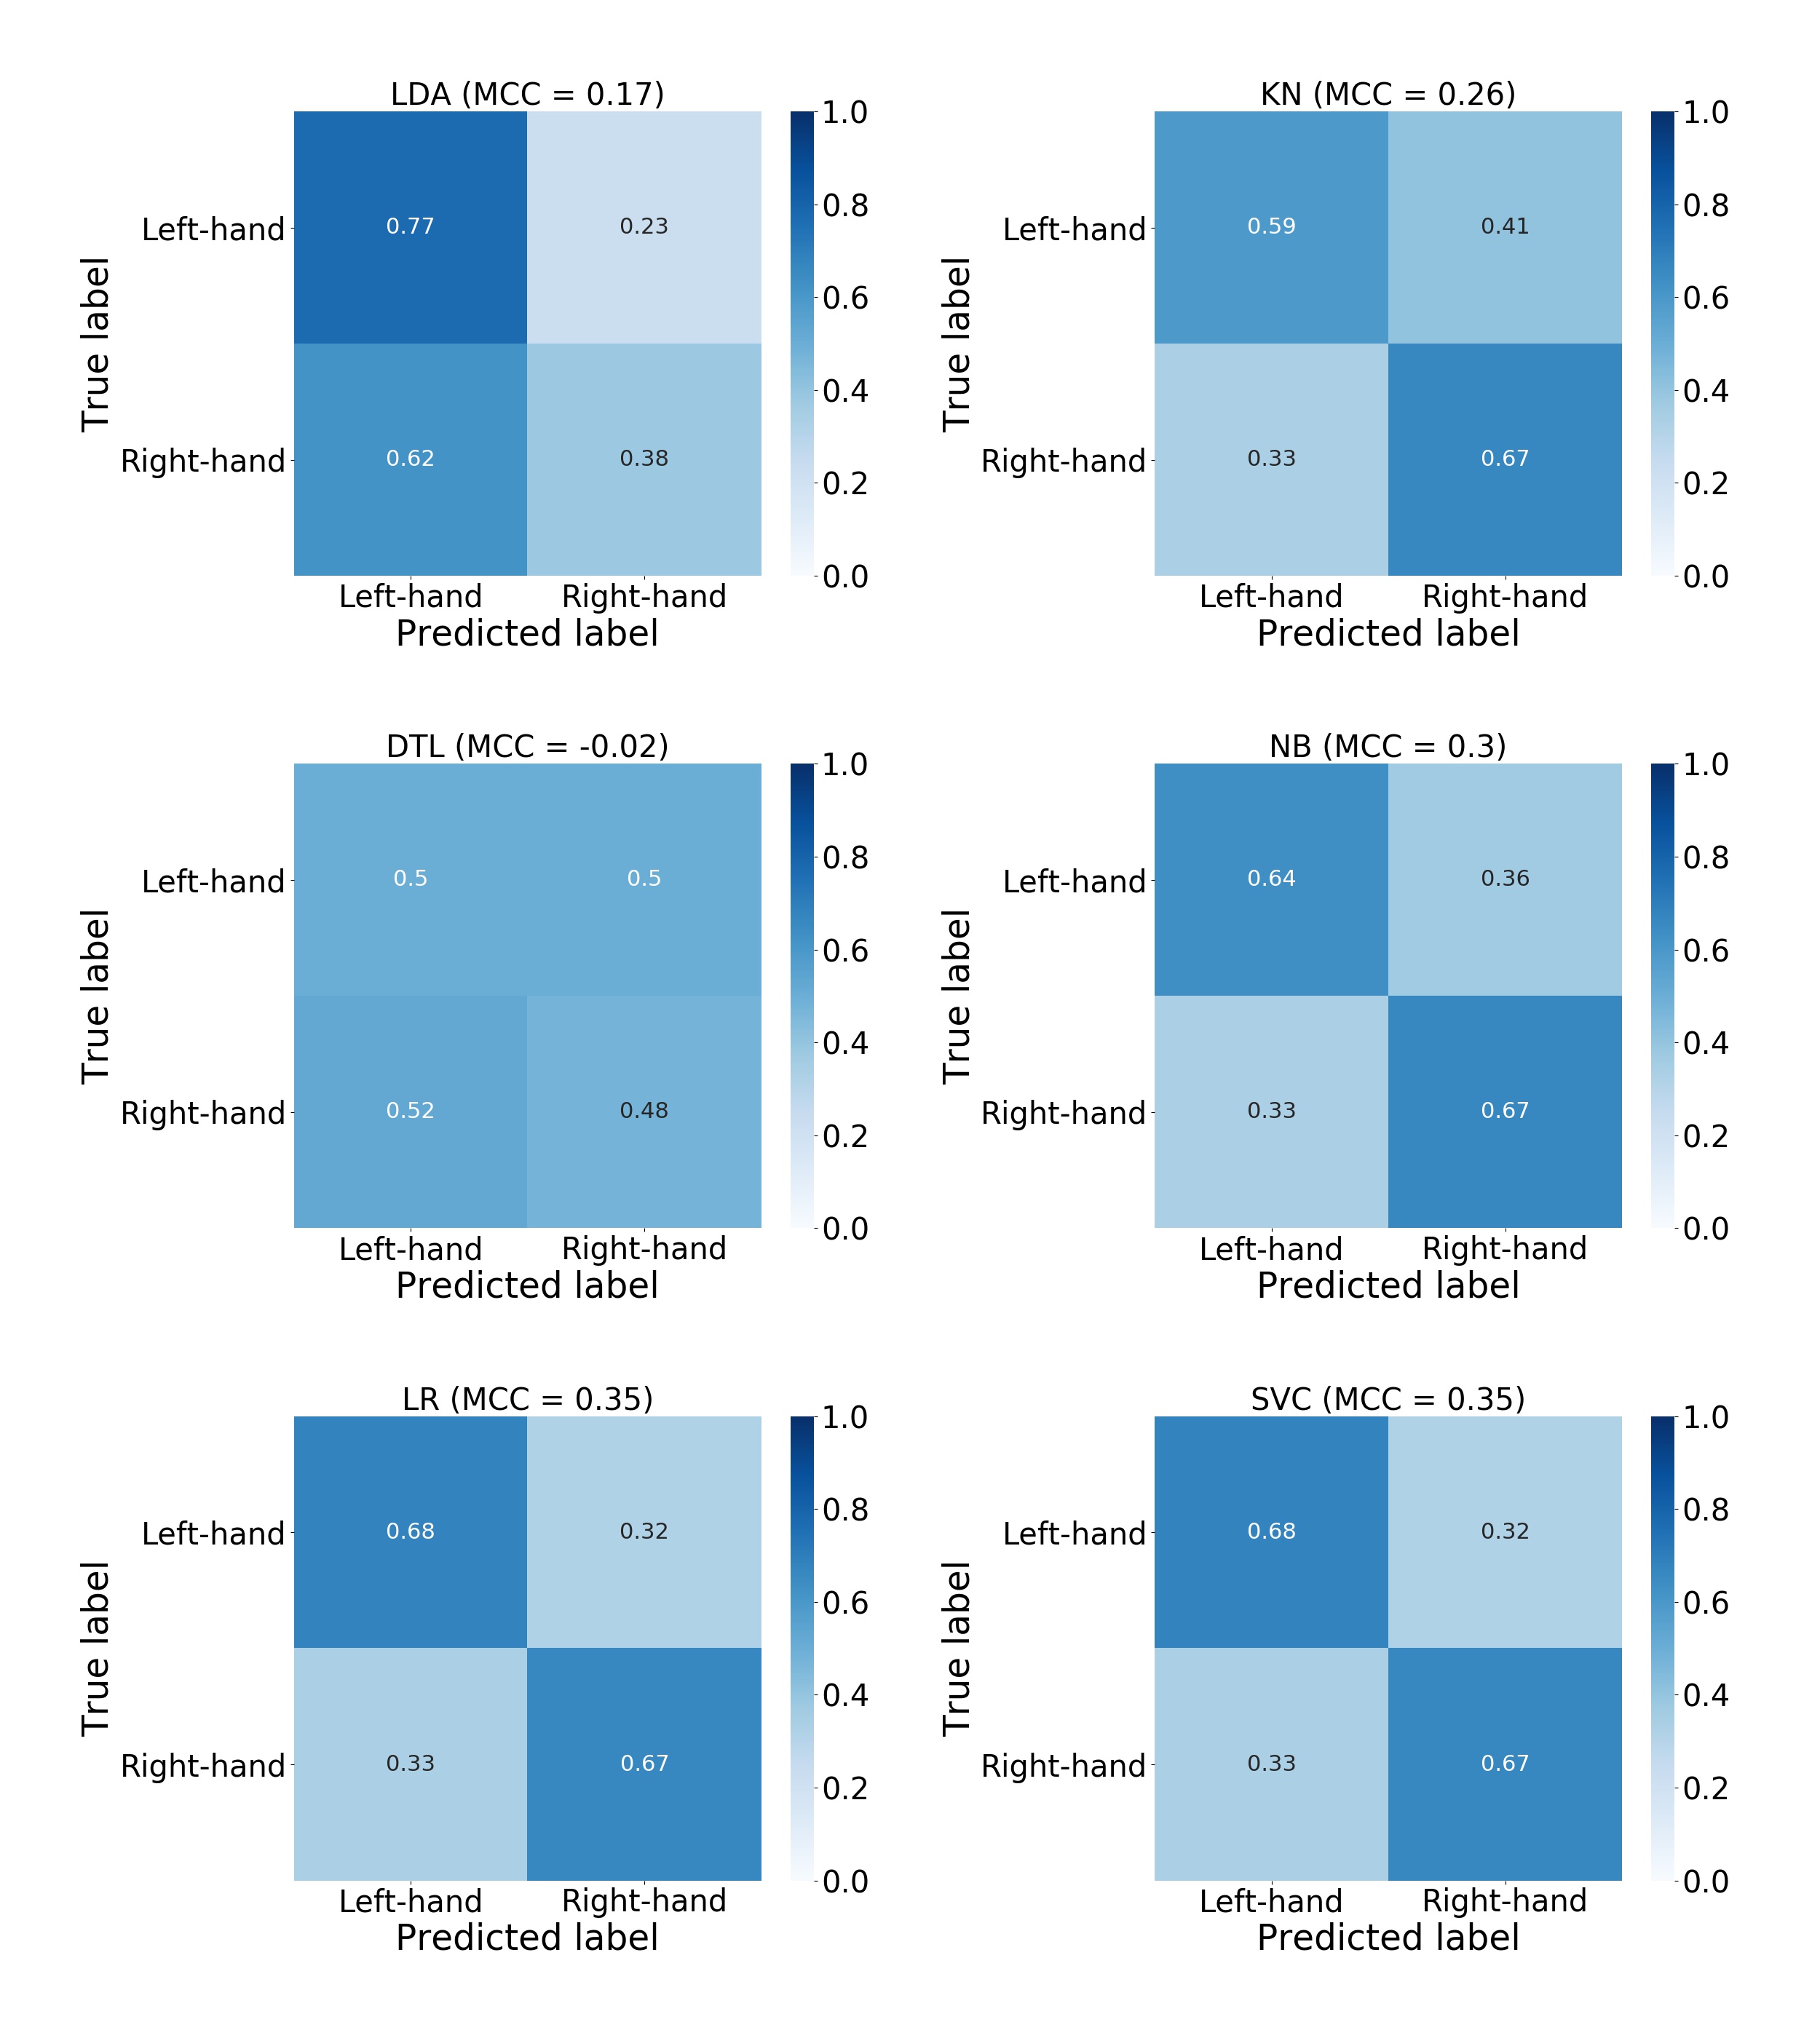 LDA (MCC = 0.17)
True label
Left-hand
0.77
0.23
Right-hand
0.62
0.38
Left-hand
Right-hand
Predicted label
1.0
0.8
0.6
0.4
0.2
0.0
KN (MCC = 0.26)
True label
Left-hand
0.59
0.41
Right-hand
0.33
0.67
Left-hand
Right-hand
Predicted label
1.0
0.8
0.6
0.4
0.2
0.0
DTL (MCC = -0.02)
True label
Left-hand
0.5
0.5
Right-hand
0.52
0.48
Left-hand
Right-hand
Predicted label
1.0
0.8
0.6
0.4
0.2
0.0
NB (MCC = 0.3)
True label
Left-hand
0.64
0.36
Right-hand
0.33
0.67
Left-hand
Right-hand
Predicted label
1.0
0.8
0.6
0.4
0.2
0.0
LR (MCC = 0.35)
True label
Left-hand
0.68
0.32
Right-hand
0.33
0.67
Left-hand
Right-hand
Predicted label
1.0
0.8
0.6
0.4
0.2
0.0
SVC (MCC = 0.35)
True label
Left-hand
0.68
0.32
Right-hand
0.33
0.67
Left-hand
Right-hand
Predicted label
1.0
0.8
0.6
0.4
0.2
0.0